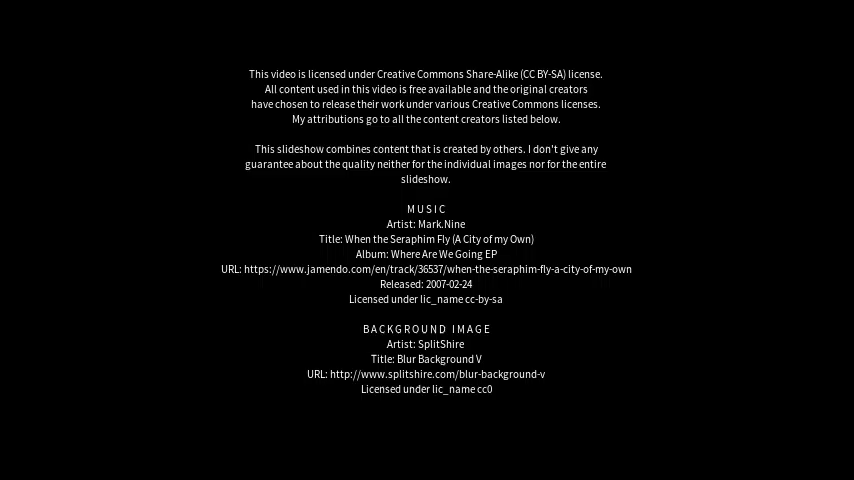 This video is licensed under Creative Commons Share-Alike (CC BY-SA) license.
All content used in this video is free available and the original creators
have chosen to release their work under various Creative Commons licenses.
My attributions go to all the content creators listed below.
This slideshow combines content that is created by others. I don't give any
guarantee about the quality neither for the individual images nor for the entire
slideshow.
MUSIC
Artist: Mark.Nine
Title: When the Seraphim Fly (A City of my Own)
Album: Where Are We Going EP
URL: https://www.jamendo.com/en/track/36537/when-the-seraphim-fly-a-city-of-my-own
Released: 2007-02-24
Licensed under lic_name cc-by-sa
BACKGROUND IMAGE
Artist: SplitShire
Title: Blur Background V
URL: http://www.splitshire.com/blur-background-v
Licensed under lic_name cc0